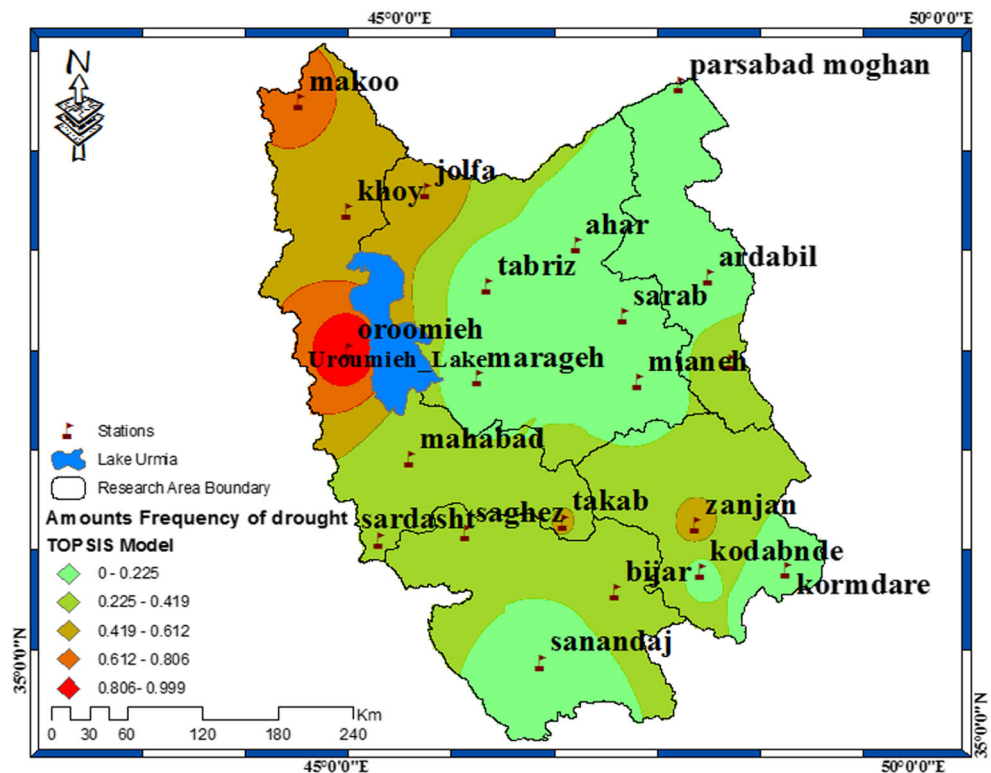 45°0'0"E
50°0'0"E
N
makoo
parsabad moghan
khoy
jolfa
ahar
tabriz
ardabil
sarab
oroomieh
Uroumieh_Lake
marageh
mianeh
mahabad
takab
zanjan
sardasht
saghez
kodabnde
bijar
kormdare
sanandaj
Stations
Lake Urmia
Research Area Boundary
Amounts Frequency of drought
TOPSIS Model
0 - 0.225
0.225 - 0.419
0.419 - 0.612
0.612 - 0.806
0.806- 0.999
Km
0 30 60 120 180 240
35°0'0"N
35°0'0"N
45°0'0"E
50°0'0"E